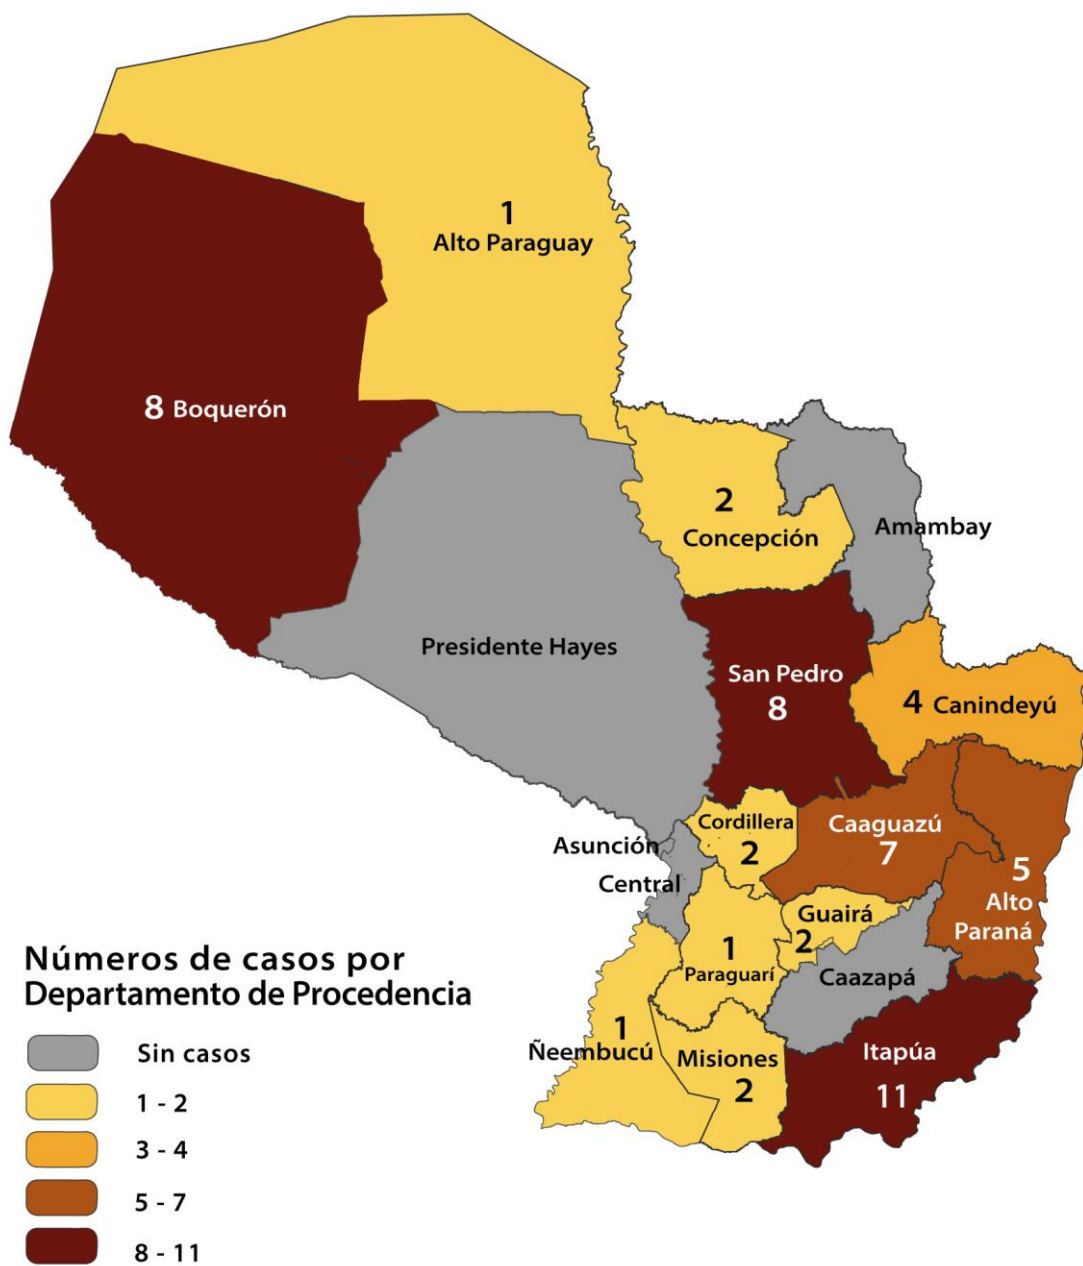 1
Alto Paraguay
8 Boquerón
2
Concepción
Amambay
Presidente Hayes
San Pedro
8
4 Canindeyú
Cordillera
2
Caaguazú
7
Asunción
Central
5
Alto
Paraná
Guairá
2
1
Paraguarí
Caazapá
1
Ñeembucú
Misiones
2
Itapúa
11
Números de casos por
Departamento de Procedencia
Sin casos
1 - 2
3 - 4
5 - 7
8 - 11